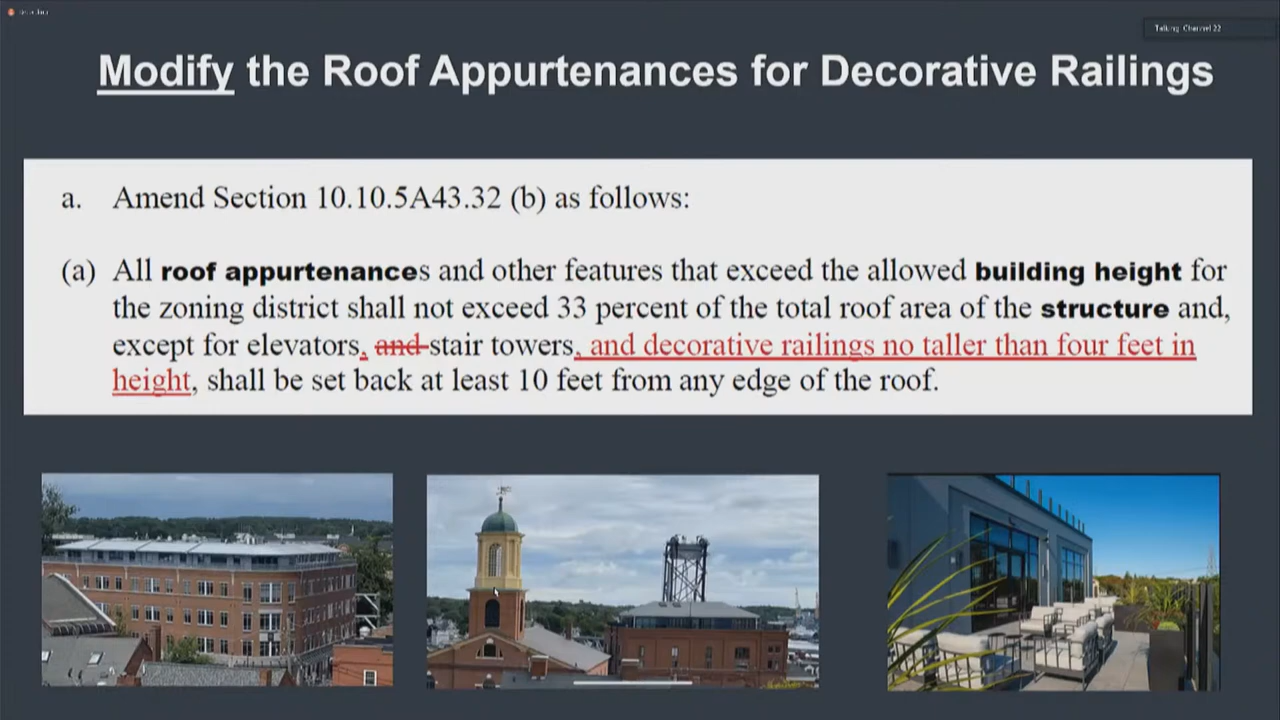 Talking: Channel 22
Modify the Roof Appurtenances for Decorative Railings
a. Amend Section 10.10.5A43.32 (b) as follows:
(a) All roof appurtenances and other features that exceed the allowed building height for
the zoning district shall not exceed 33 percent of the total roof area of the structure and,
except for elevators, and stair towers, and decorative railings no taller than four feet in
height, shall be set back at least 10 feet from any edge of the roof.